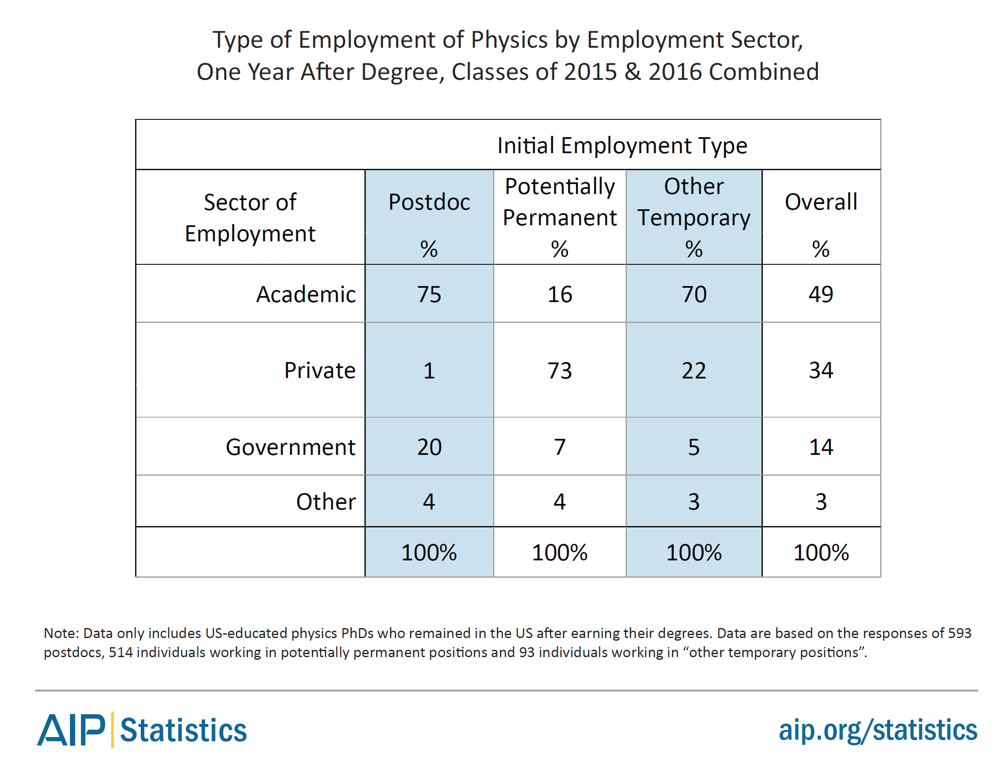 Type of Employment of Physics by Employment Sector,
One Year After Degree, Classes of 2015 & 2016 Combined
Initial Employment Type
Sector of
Employment
Postdoc
%
Potentially
Permanent
%
Other
Temporary
%
Overall
%
Academic 75 16 70 49
Private 1 73 22 34
Government 20 7 5 14
Other 4 4 3 3
100% 100% 100% 100%
Note: Data only includes US-educated physics PhDs who remained in the US after earning their degrees. Data are based on the responses of 593
postdocs, 514 individuals working in potentially permanent positions and 93 individuals working in “other temporary positions”.
AIP Statistics
aip.org/statistics